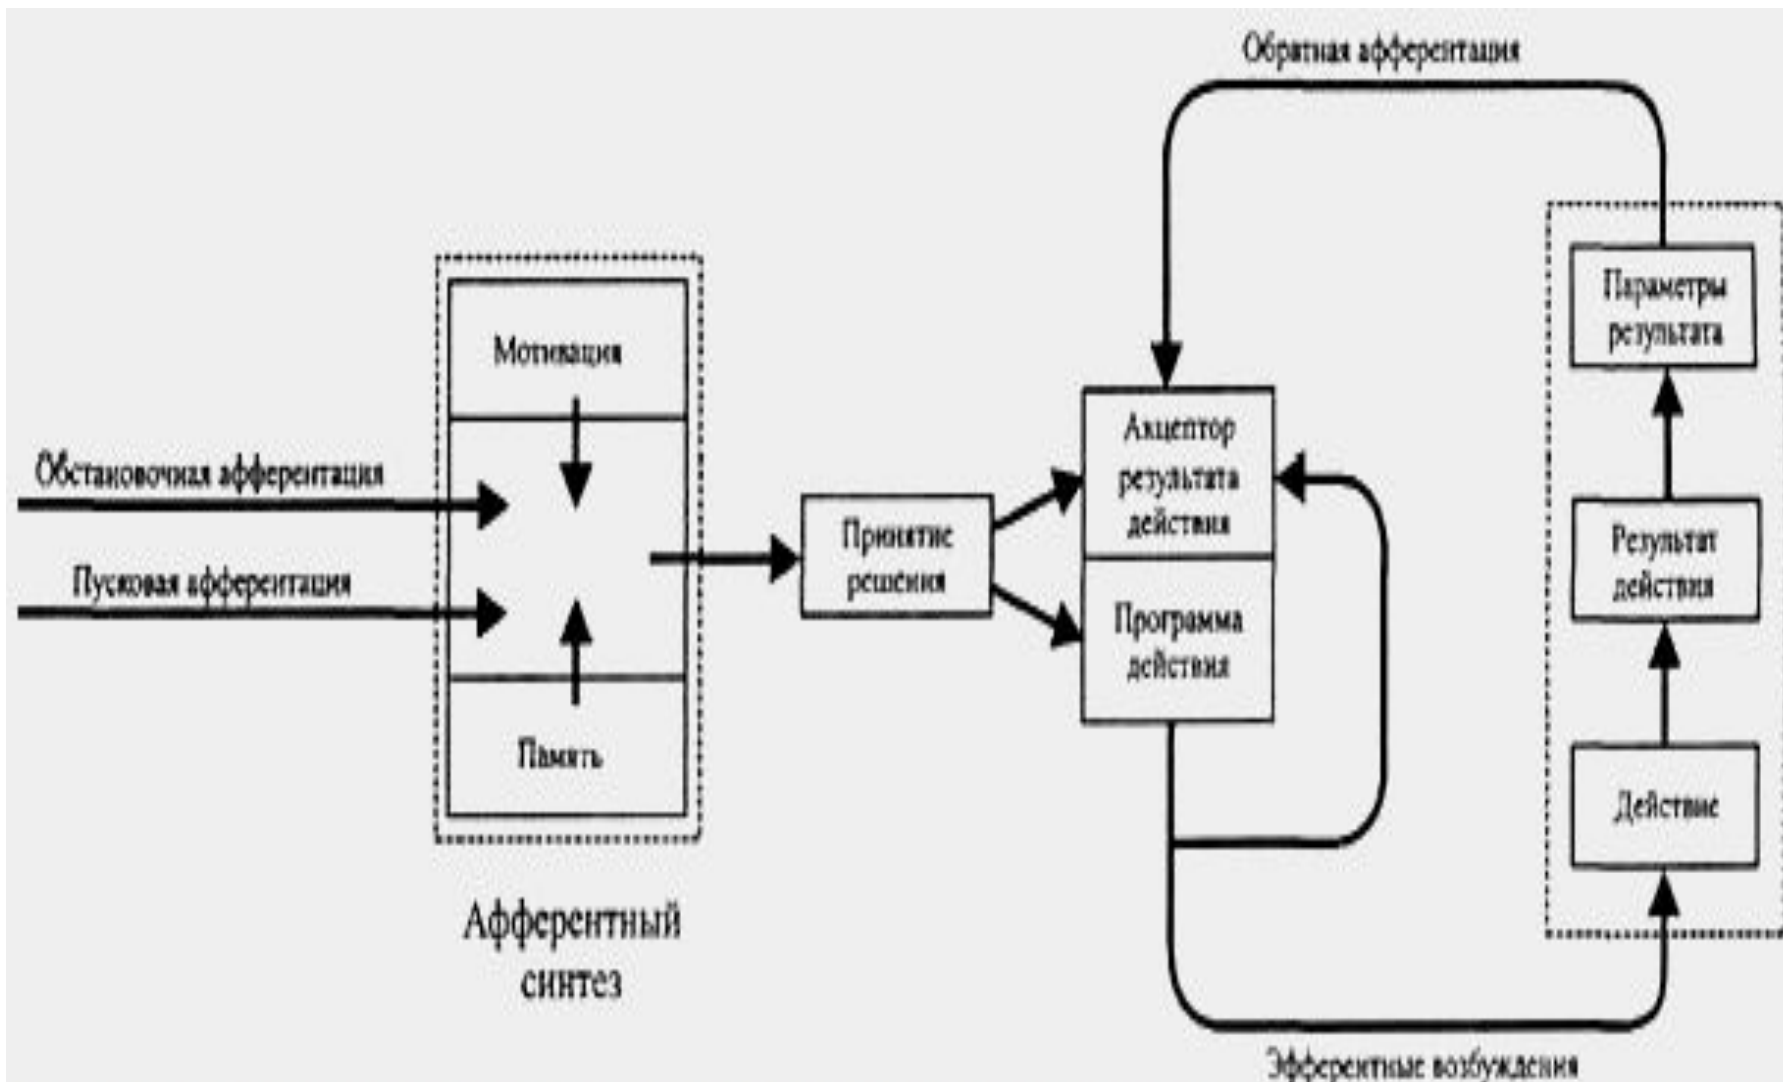 Обратная афферентация
Параметры
результата
Мотивация
Акцептор
результата
действия
Обстановочная афферентация
Принятие
решения
Результат
действия
Пусковая афферентация
Программа
действия
Память
Действие
Афферентный
синтез
Эфферентные возбуждения